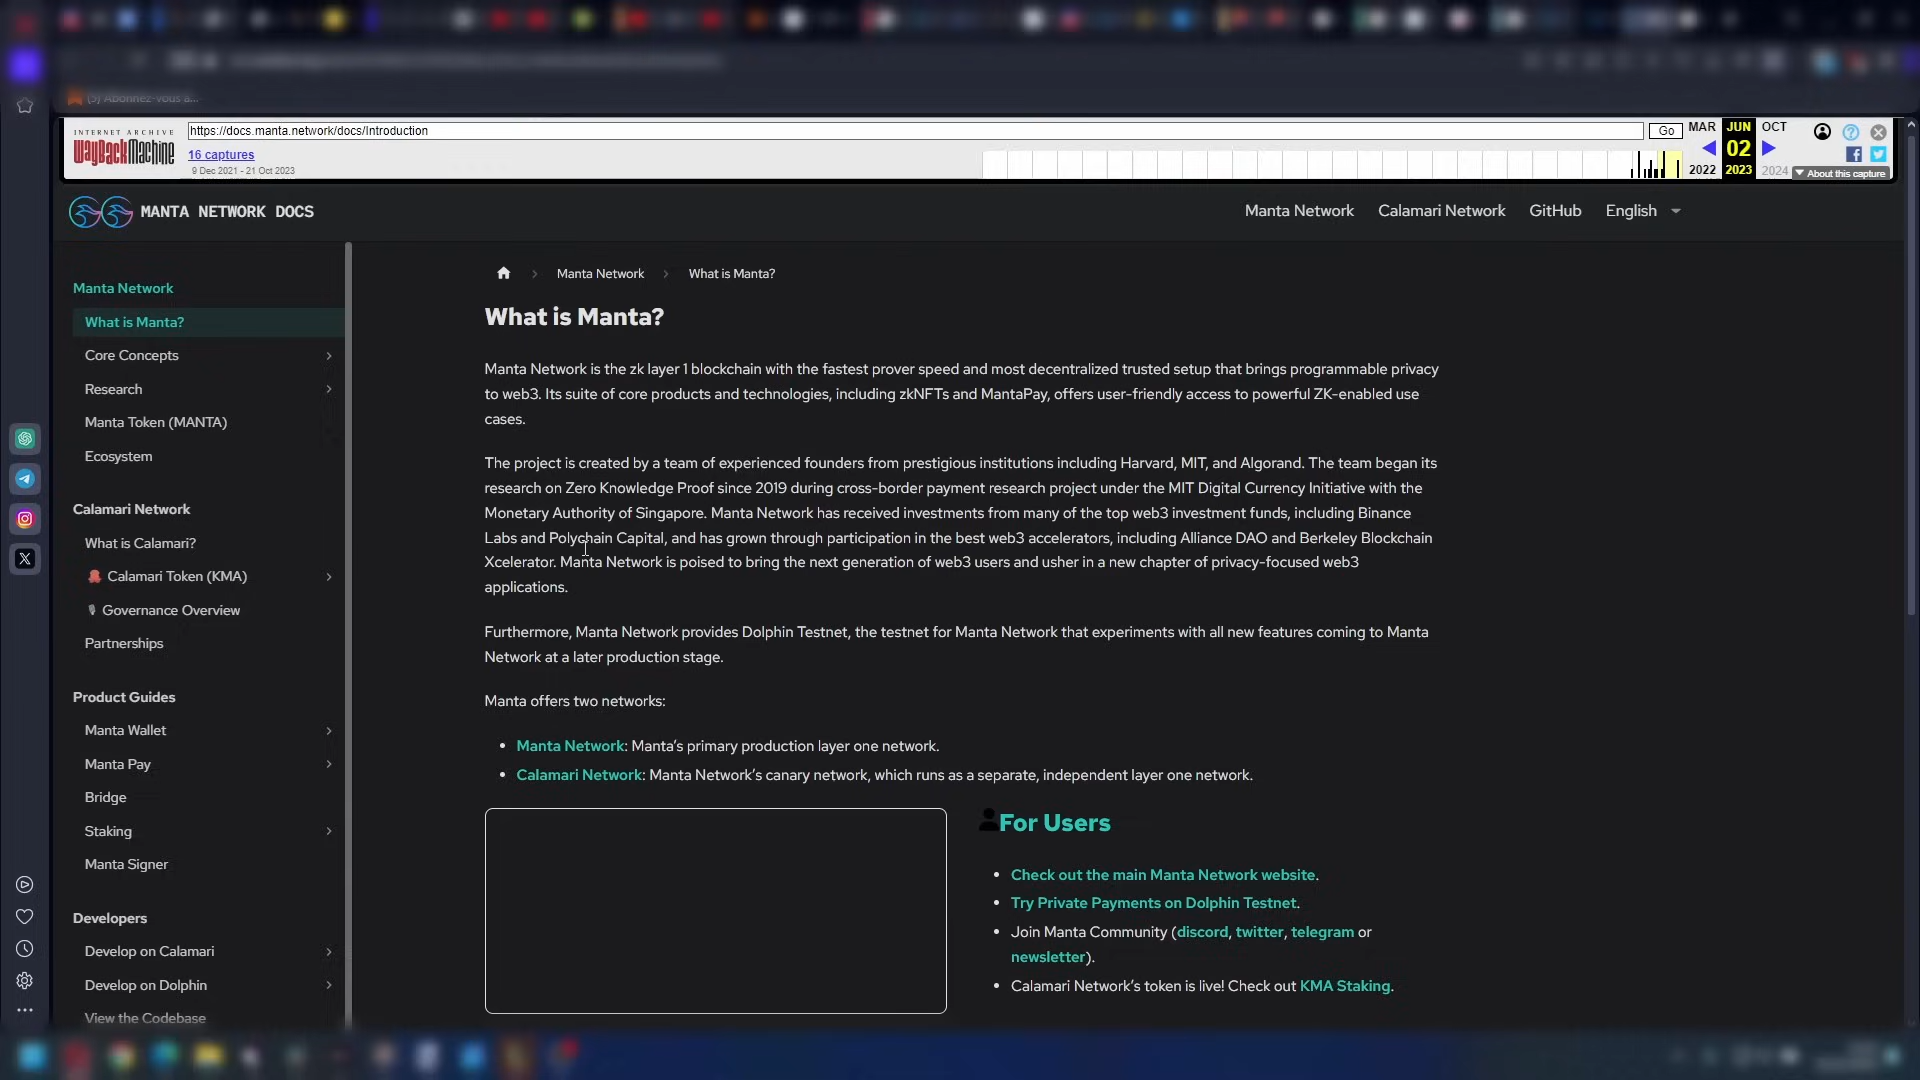 (5) Abonnez-vous à...
INTERNET ARCHIVE
WayBackMachine
https://docs.manta.network/docs/Introduction
Go
MAR
JUN
OCT
16 captures
02
9 Dec 2021 - 21 Oct 2023
2022
2023
2024
About this capture
MANTA NETWORK DOCS
Manta Network
Calamari Network
GitHub
English
Manta Network
What is Manta?
Core Concepts
Research
Manta Token (MANTA)
Ecosystem
Calamari Network
What is Calamari?
Calamari Token (KMA)
Governance Overview
Partnerships
Product Guides
Manta Wallet
Manta Pay
Bridge
Staking
Manta Signer
Developers
Develop on Calamari
Develop on Dolphin
View the Codebase
Manta Network
What is Manta?
What is Manta?
Manta Network is the zk layer 1 blockchain with the fastest prover speed and most decentralized trusted setup that brings programmable privacy
to web3. Its suite of core products and technologies, including zkNFTs and MantaPay, offers user-friendly access to powerful ZK-enabled use
cases.
The project is created by a team of experienced founders from prestigious institutions including Harvard, MIT, and Algorand. The team began its
research on Zero Knowledge Proof since 2019 during cross-border payment research project under the MIT Digital Currency Initiative with the
Monetary Authority of Singapore. Manta Network has received investments from many of the top web3 investment funds, including Binance
Labs and Polychain Capital, and has grown through participation in the best web3 accelerators, including Alliance DAO and Berkeley Blockchain
Xcelerator. Manta Network is poised to bring the next generation of web3 users and usher in a new chapter of privacy-focused web3
applications.
Furthermore, Manta Network provides Dolphin Testnet, the testnet for Manta Network that experiments with all new features coming to Manta
Network at a later production stage.
Manta offers two networks:
Manta Network: Manta's primary production layer one network.
Calamari Network: Manta Network's canary network, which runs as a separate, independent layer one network.
For Users
Check out the main Manta Network website.
Try Private Payments on Dolphin Testnet.
Join Manta Community (discord, twitter, telegram or
newsletter).
Calamari Network's token is live! Check out KMA Staking.